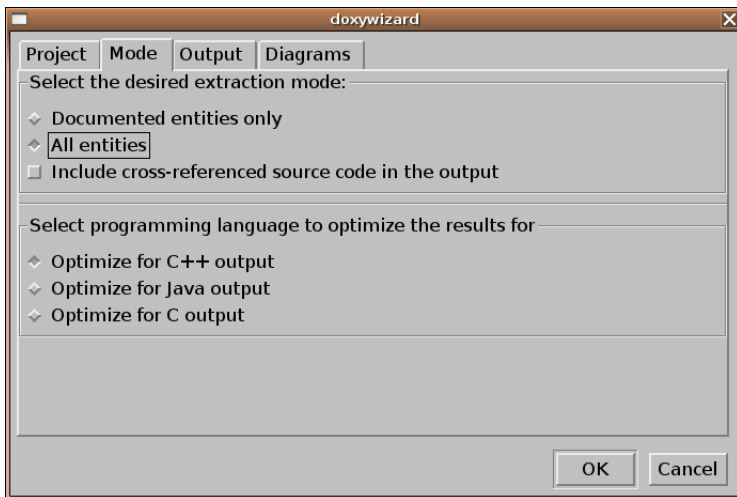 doxywizard
Project Mode Output Diagrams
Select the desired extraction mode:
Documented entities only
All entities
Include cross-referenced source code in the output
Select programming language to optimize the results for
Optimize for C++ output
Optimize for Java output
Optimize for C output
OK Cancel